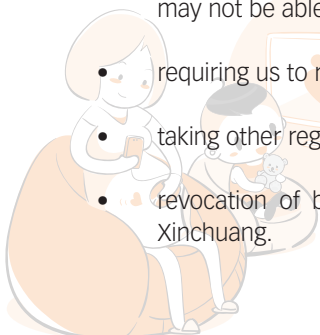 may not be able
• requiring us to
• taking other reg
• revocation of b
Xinchuang.